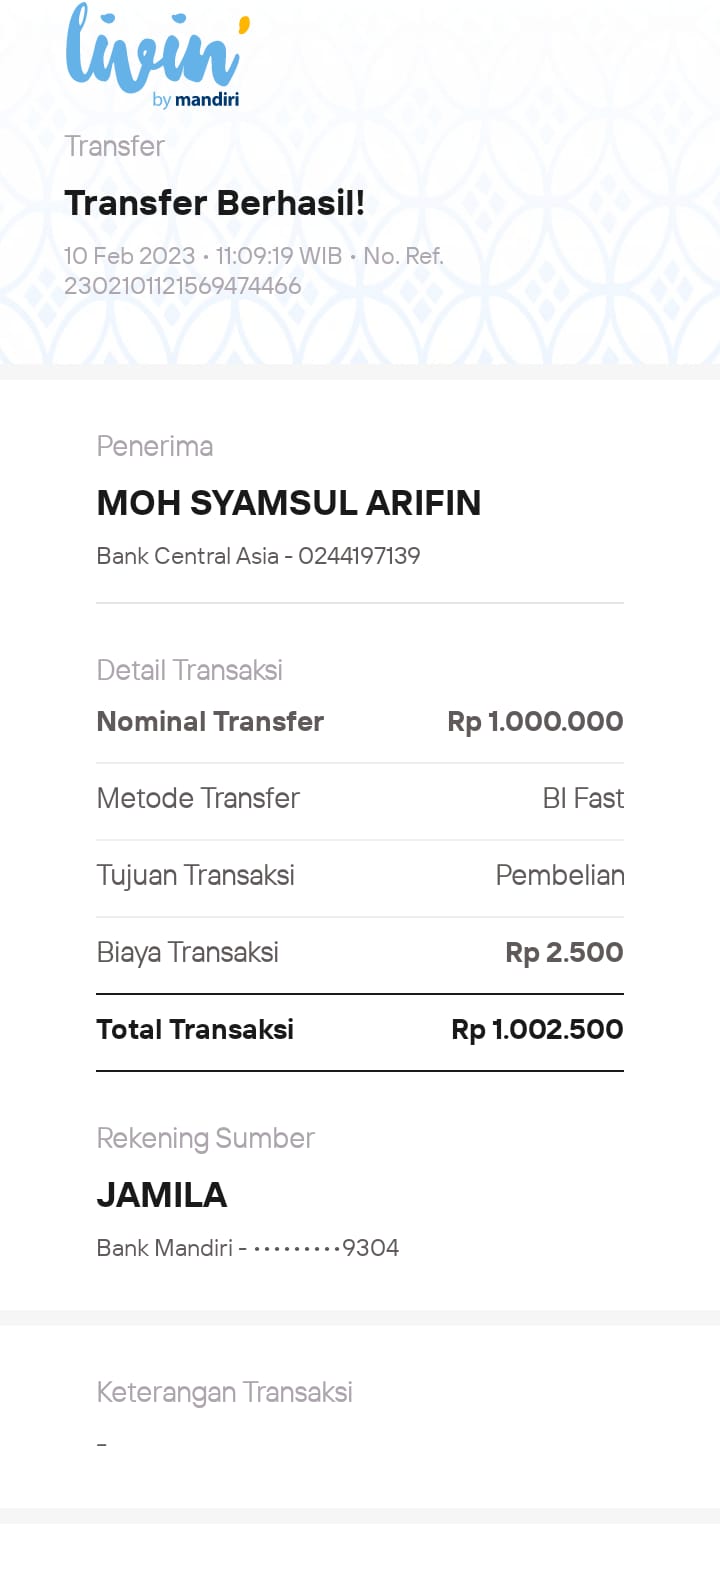 livin'
by mandiri
Transfer
Transfer Berhasil!
10 Feb 2023 • 11:09:19 WIB • No. Ref.
2302101121569474466
Penerima
MOH SYAMSUL ARIFIN
Bank Central Asia - 0244197139
Detail Transaksi
Nominal Transfer Rp 1.000.000
Metode Transfer BI Fast
Tujuan Transaksi Pembelian
Biaya Transaksi Rp 2.500
Total Transaksi Rp 1.002.500
Rekening Sumber
JAMILA
Bank Mandiri - •••••••••9304
Keterangan Transaksi
-